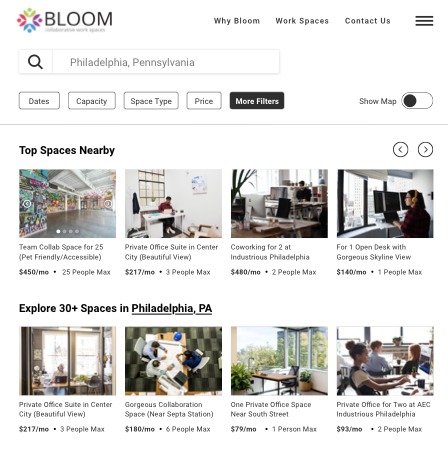 BLOOM
collaborative work spaces
Why Bloom Work Spaces Contact Us
Philadelphia, Pennsylvania
Dates Capacity Space Type Price More Filters Show Map
Top Spaces Nearby
Team Collab Space for 25
(Pet Friendly/Accessible)
$450/mo • 25 People Max
Private Office Suite in Center
City (Beautiful View)
$217/mo • 3 People Max
Coworking for 2 at
Industrious Philadelphia
$480/mo • 2 People Max
For 1 Open Desk with
Gorgeous Skyline View
$140/mo • 1 People Max
Explore 30+ Spaces in Philadelphia, PA
Private Office Suite in Center
City (Beautiful View)
$217/mo • 3 People Max
Gorgeous Collaboration
Space (Near Septa Station)
$180/mo • 6 People Max
One Private Office Space
Near South Street
$79/mo • 1 Person Max
Private Office for Two at AEC
Industrious Philadelphia
$93/mo • 2 People Max